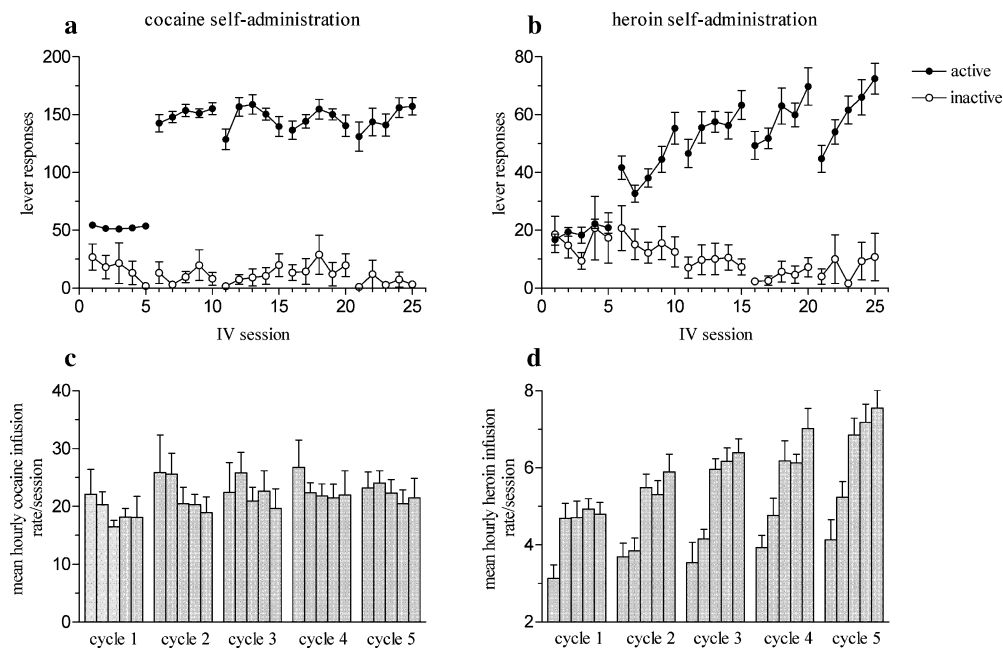 a
cocaine self-administration
200
150
100
50
0
lever responses
0 5 10 15 20 25
IV session
b
heroin self-administration
80
60
40
20
0
lever responses
0 5 10 15 20 25
IV session
active
inactive
c
40
30
20
10
0
mean hourly cocaine infusion
rate/session
cycle 1 cycle 2 cycle 3 cycle 4 cycle 5
d
8
6
4
2
mean hourly heroin infusion
rate/session
cycle 1 cycle 2 cycle 3 cycle 4 cycle 5